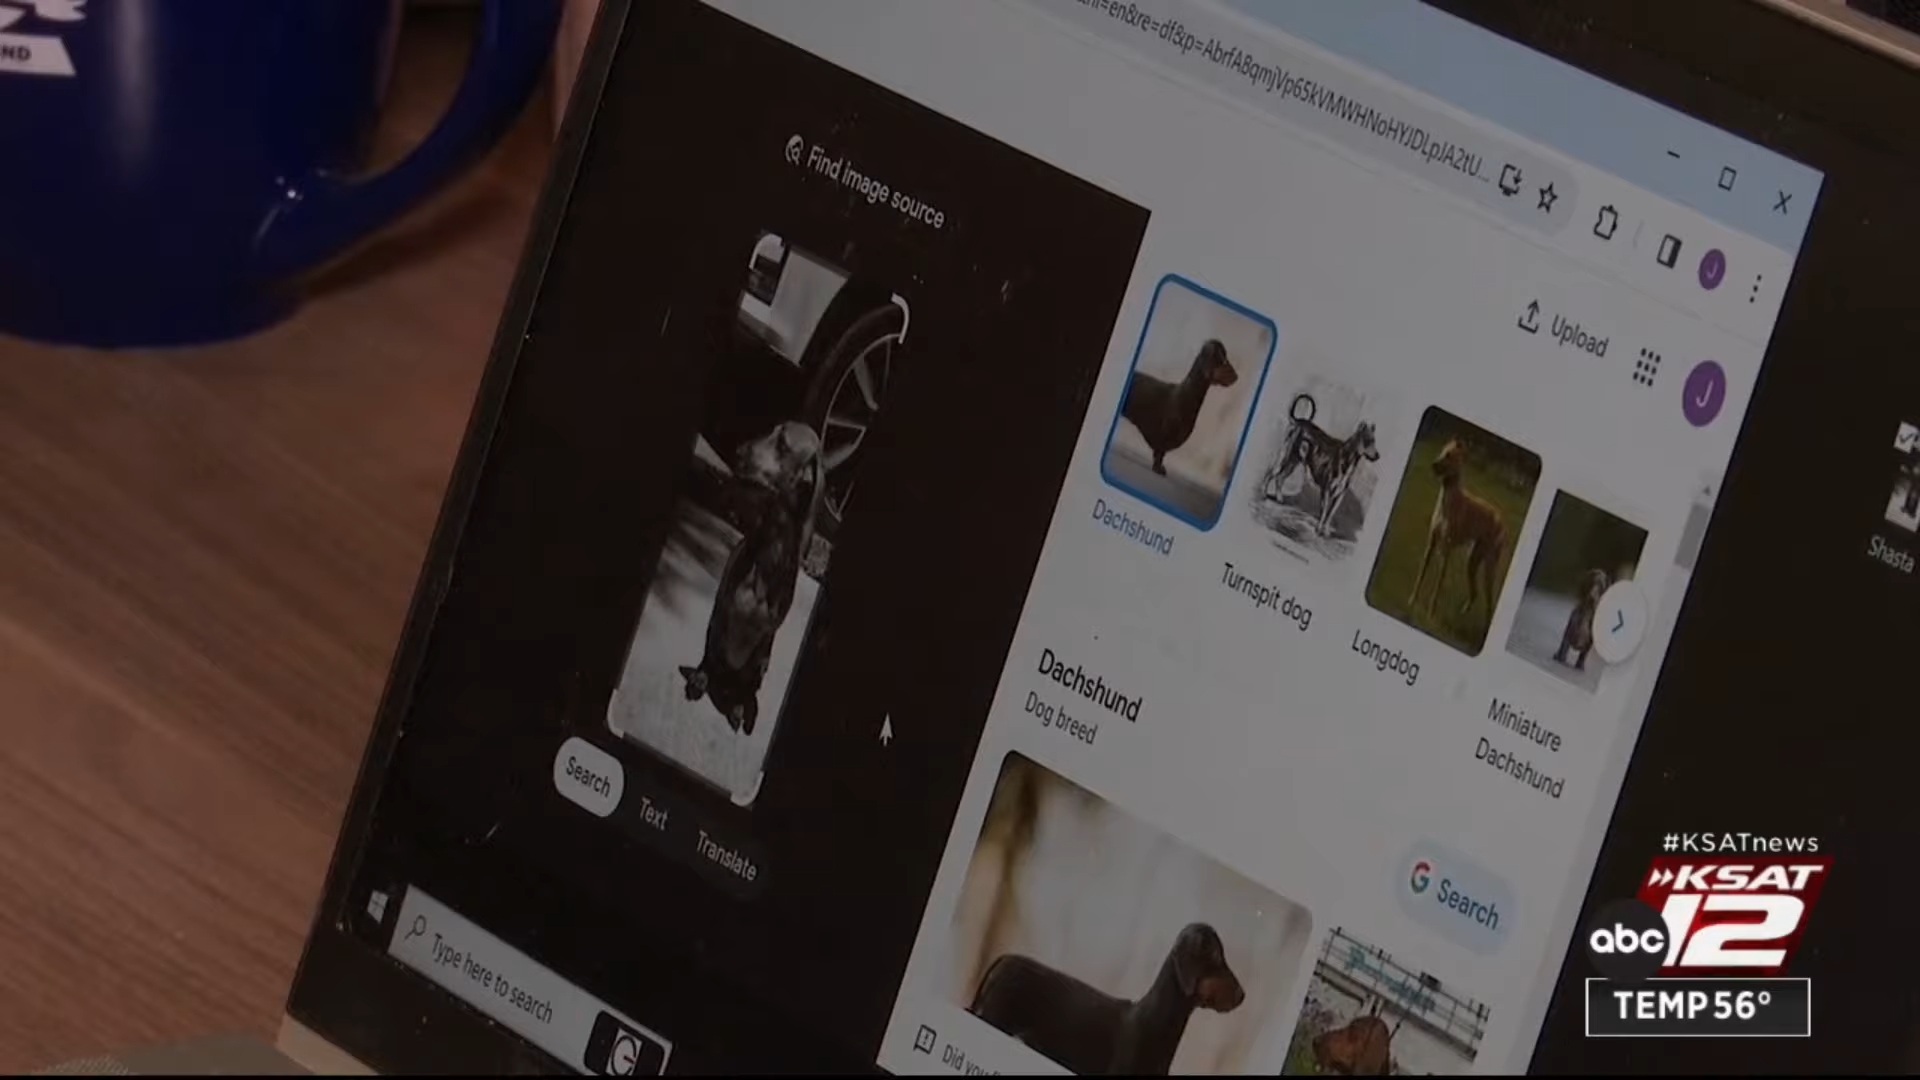 ND
Find image source
Upload
J
J
Dachshund
Turnspit dog
Longdog
Miniature
Dachshund
Dachshund
Dog breed
Search
Text
Translate
Search
Type here to search
Shasta
#KSATnews
KSAT
12
abc
TEMP 56°